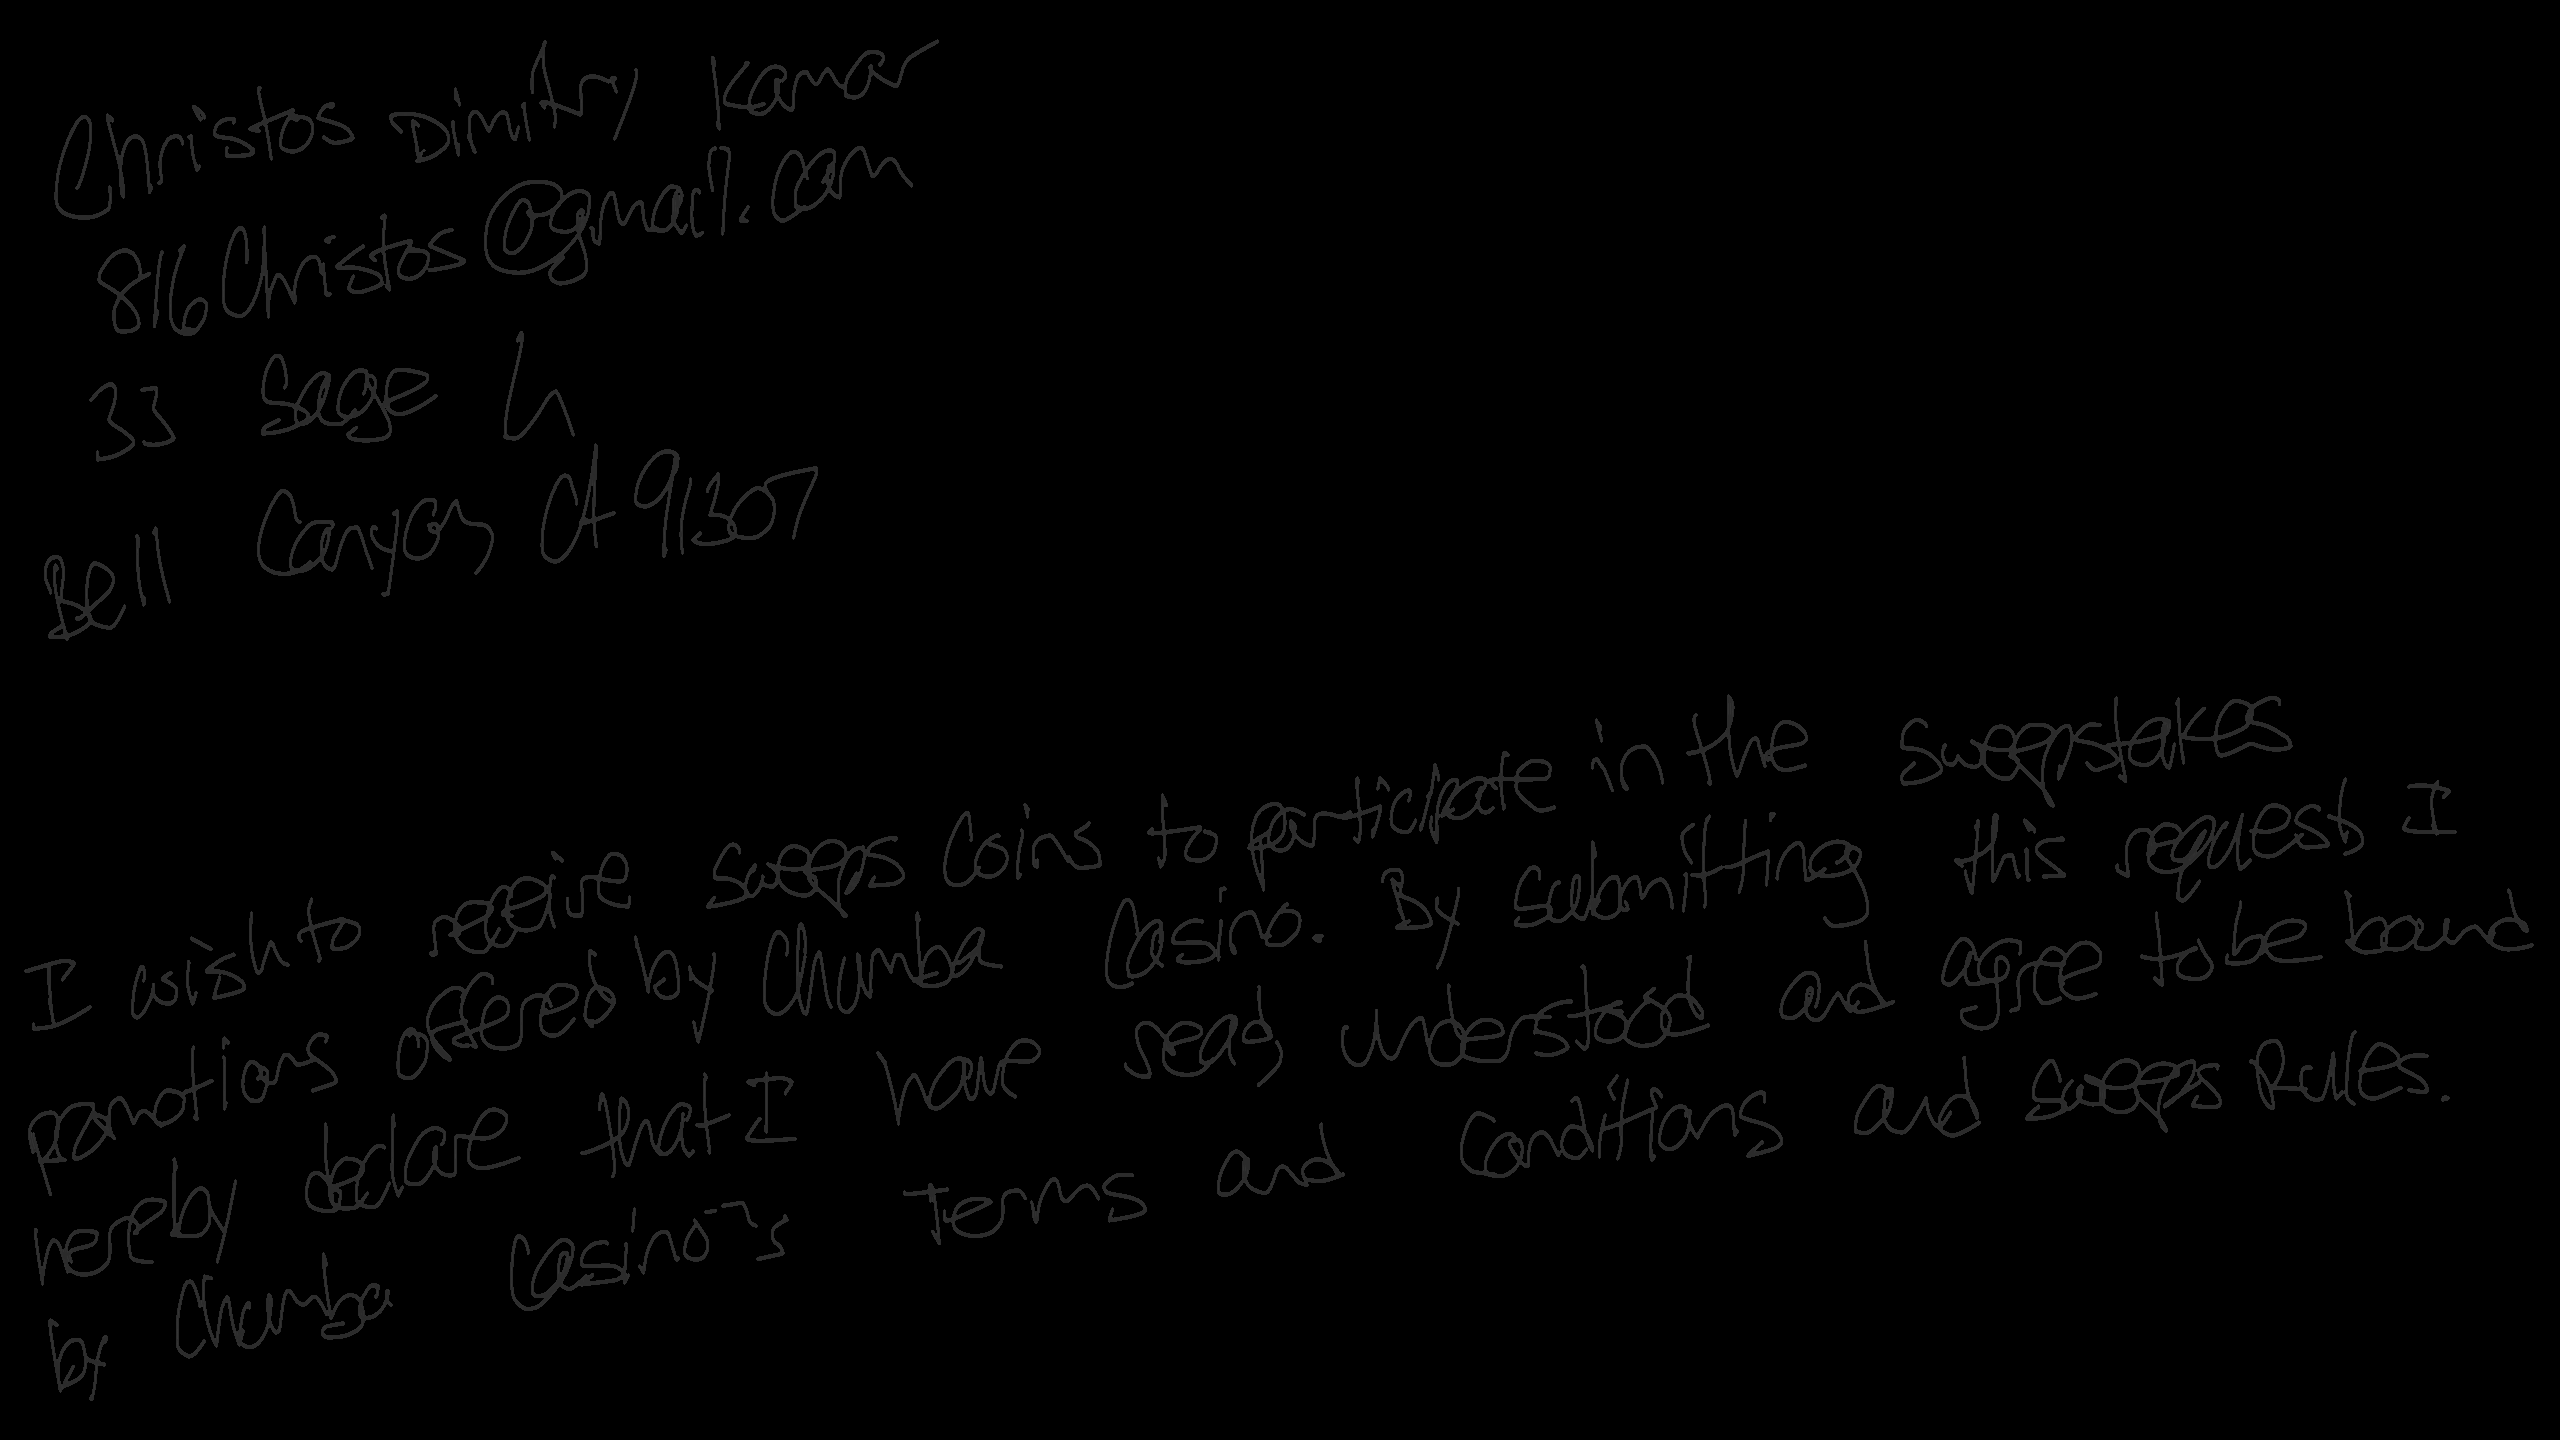 Christos Dimitry Kamar
816Christos@gmail.com
33 Sage Ln
Bell Canyon, CA 91307
I wish to receive sweeps Coins to participate in the sweepstakes
promotions offered by Chumba Casino. By submitting this request I
hereby declare that I have read, understood and agree to be bound
by Chumba Casino's Terms and Conditions and sweeps Rules.